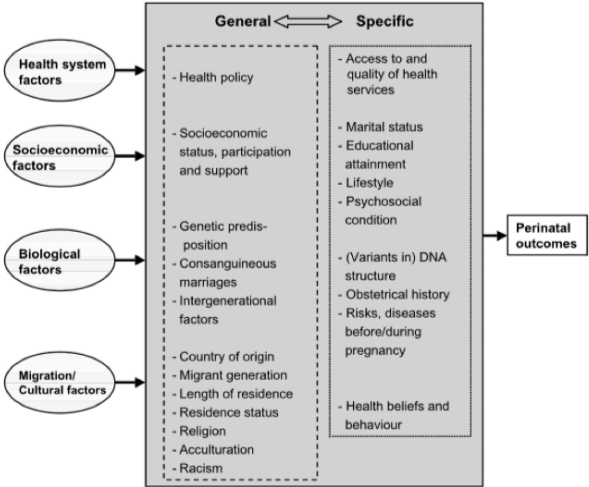 General
Specific
Health system
factors
Socioeconomic
factors
Biological
factors
Migration/
Cultural factors
- Health policy
- Socioeconomic
status, participation
and support
- Genetic predis-
position
- Consanguineous
marriages
- Intergenerational
factors
- Country of origin
- Migrant generation
- Length of residence
- Residence status
- Religion
- Acculturation
- Racism
- Access to and
quality of health
services
- Marital status
- Educational
attainment
- Lifestyle
- Psychosocial
condition
- (Variants in) DNA
structure
- Obstetrical history
- Risks, diseases
before/during
pregnancy
- Health beliefs and
behaviour
Perinatal
outcomes